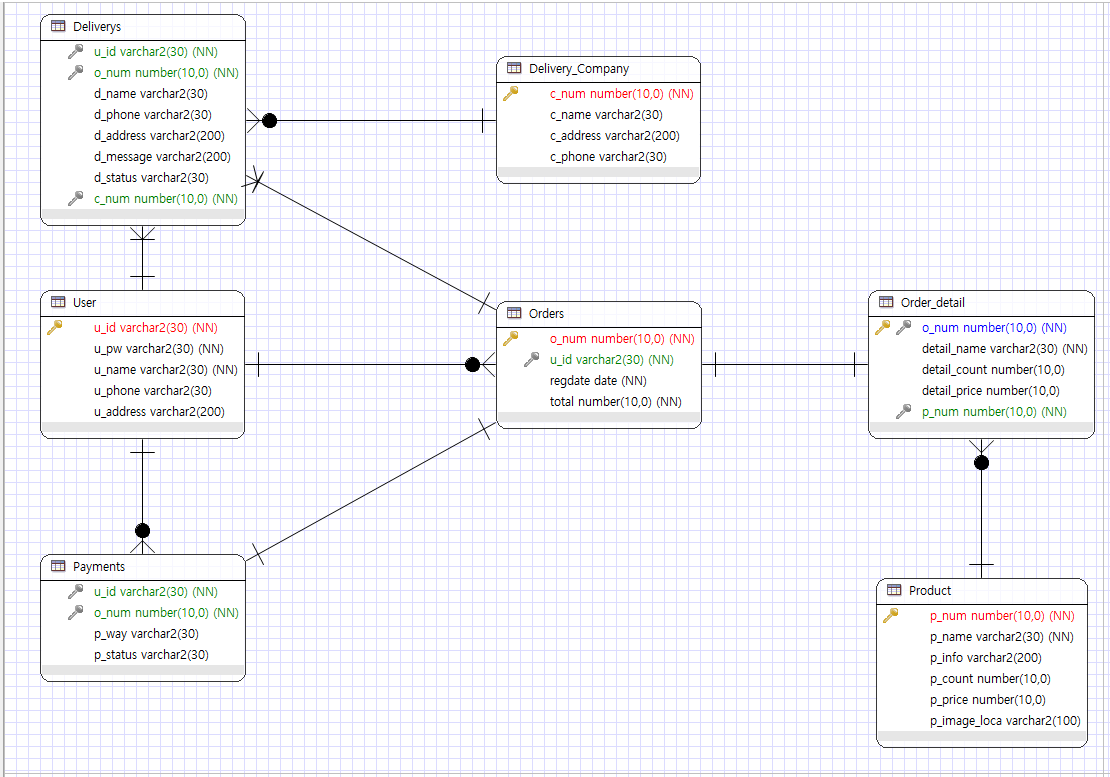 Deliverys
u_id varchar2(30) (NN)
o_num number(10,0) (NN)
d_name varchar2(30)
d_phone varchar2(30)
d_address varchar2(200)
d_message varchar2(200)
d_status varchar2(30)
c_num number(10,0) (NN)
Delivery_Company
c_num number(10,0) (NN)
c_name varchar2(30)
c_address varchar2(200)
c_phone varchar2(30)
User
u_id varchar2(30) (NN)
u_pw varchar2(30) (NN)
u_name varchar2(30) (NN)
u_phone varchar2(30)
u_address varchar2(200)
Orders
o_num number(10,0) (NN)
u_id varchar2(30) (NN)
regdate date (NN)
total number(10,0) (NN)
Order_detail
o_num number(10,0) (NN)
detail_name varchar2(30) (NN)
detail_count number(10,0)
detail_price number(10,0)
p_num number(10,0) (NN)
Payments
u_id varchar2(30) (NN)
o_num number(10,0) (NN)
p_way varchar2(30)
p_status varchar2(30)
Product
p_num number(10,0) (NN)
p_name varchar2(30) (NN)
p_info varchar2(200)
p_count number(10,0)
p_price number(10,0)
p_image_loca varchar2(100)